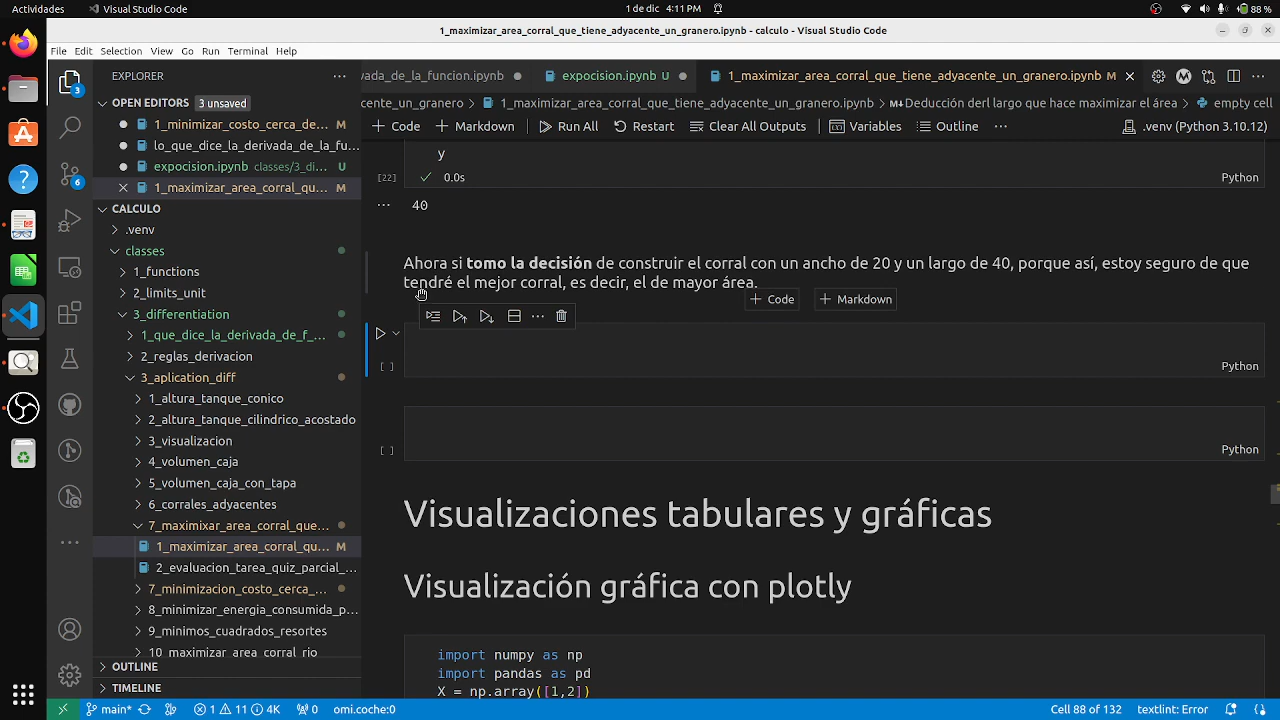 Actividades
Visual Studio Code
1 de dic 4:11 PM
88 %
1_maximizar_area_corral_que_tiene_adyacente_un_granero.ipynb - calculo - Visual Studio Code
File Edit Selection View Go Run Terminal Help
EXPLORER
OPEN EDITORS 3 unsaved
1_minimizar_costo_cerca_de... M
lo_que_dice_la_derivada_de_la_fu...
expocision.ipynb classes/3_di... U
1_maximizar_area_corral_qu... M
CALCULO
.venv
classes
1_functions
2_limits_unit
3_differentiation
1_que_dice_la_derivada_de_f_...
2_reglas_derivacion
3_aplication_diff
1_altura_tanque_conico
2_altura_tanque_cilindrico_acostado
3_visualizacion
4_volumen_caja
5_volumen_caja_con_tapa
6_corrales_adyacentes
7_maximixar_area_corral_que...
1_maximizar_area_corral_qu... M
2_evaluacion_tarea_quiz_parcial_...
7_minimizacion_costo_cerca_...
8_minimizar_energia_consumida_p...
9_minimos_cuadrados_resortes
10_maximizar_area_corral_rio
OUTLINE
TIMELINE
vada_de_la_funcion.ipynb
expocision.ipynb U
1_maximizar_area_corral_que_tiene_adyacente_un_granero.ipynb M
cente_un_granero > 1_maximizar_area_corral_que_tiene_adyacente_un_granero.ipynb > Deducción derl largo que hace maximizar el área > empty cell
+ Code + Markdown Run All Restart Clear All Outputs Variables Outline ... .venv (Python 3.10.12)
y
[22] 0.0s Python
... 40
Ahora si tomo la decisión de construir el corral con un ancho de 20 y un largo de 40, porque así, estoy seguro de que
tendré el mejor corral, es decir, el de mayor área.
+ Code + Markdown
[ ] Python
[ ] Python
Visualizaciones tabulares y gráficas
Visualización gráfica con plotly
import numpy as np
import pandas as pd
X = np.array([1,2])
main* 1 11 4K 0 omi.coche:0 Cell 88 of 132 textlint: Error
3
6